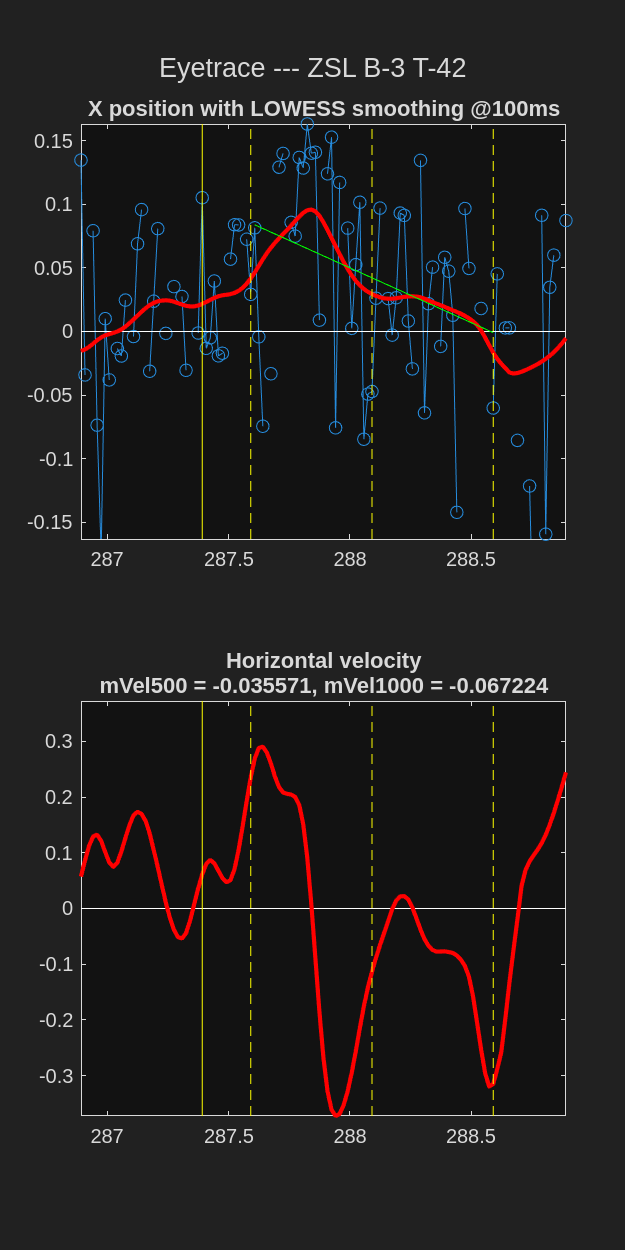 Eyetrace --- ZSL B-3 T-42
X position with LOWESS smoothing @100ms
0.15
0.1
0.05
0
-0.05
-0.1
-0.15
287 287.5 288 288.5
Horizontal velocity
mVel500 = -0.035571, mVel1000 = -0.067224
0.3
0.2
0.1
0
-0.1
-0.2
-0.3
287 287.5 288 288.5